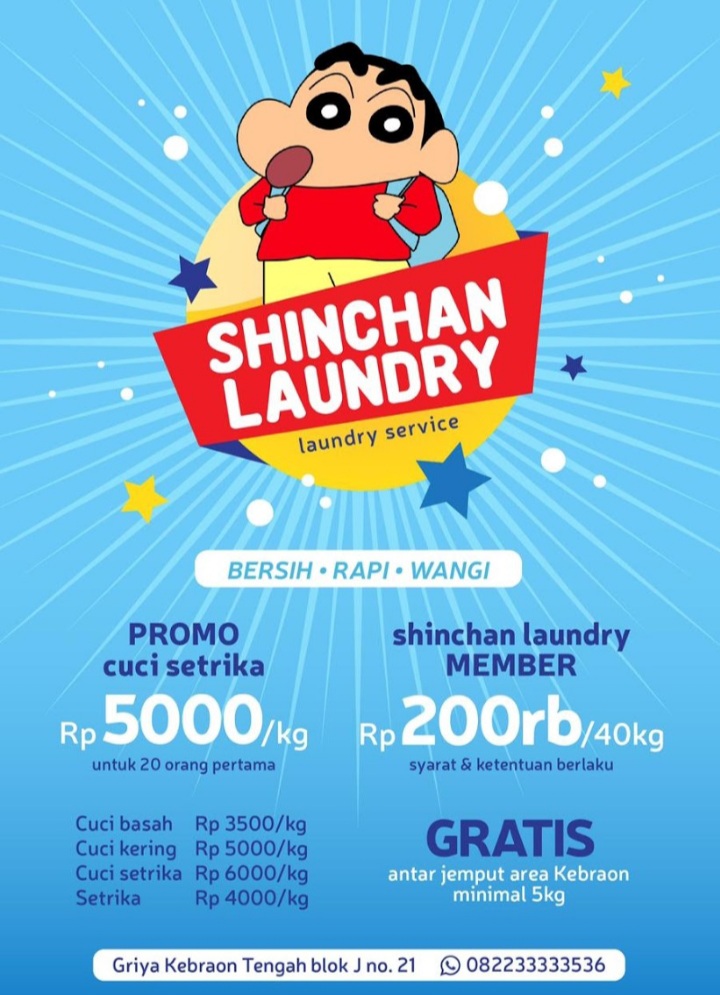 SHINCHAN
LAUNDRY
laundry service
BERSIH • RAPI • WANGI
PROMO
cuci setrika
Rp 5000/kg
untuk 20 orang pertama
shinchan laundry
MEMBER
Rp 200rb/40kg
syarat & ketentuan berlaku
Cuci basah Rp 3500/kg
Cuci kering Rp 5000/kg
Cuci setrika Rp 6000/kg
Setrika Rp 4000/kg
GRATIS
antar jemput area Kebraon
minimal 5kg
Griya Kebraon Tengah blok J no. 21 082233333536